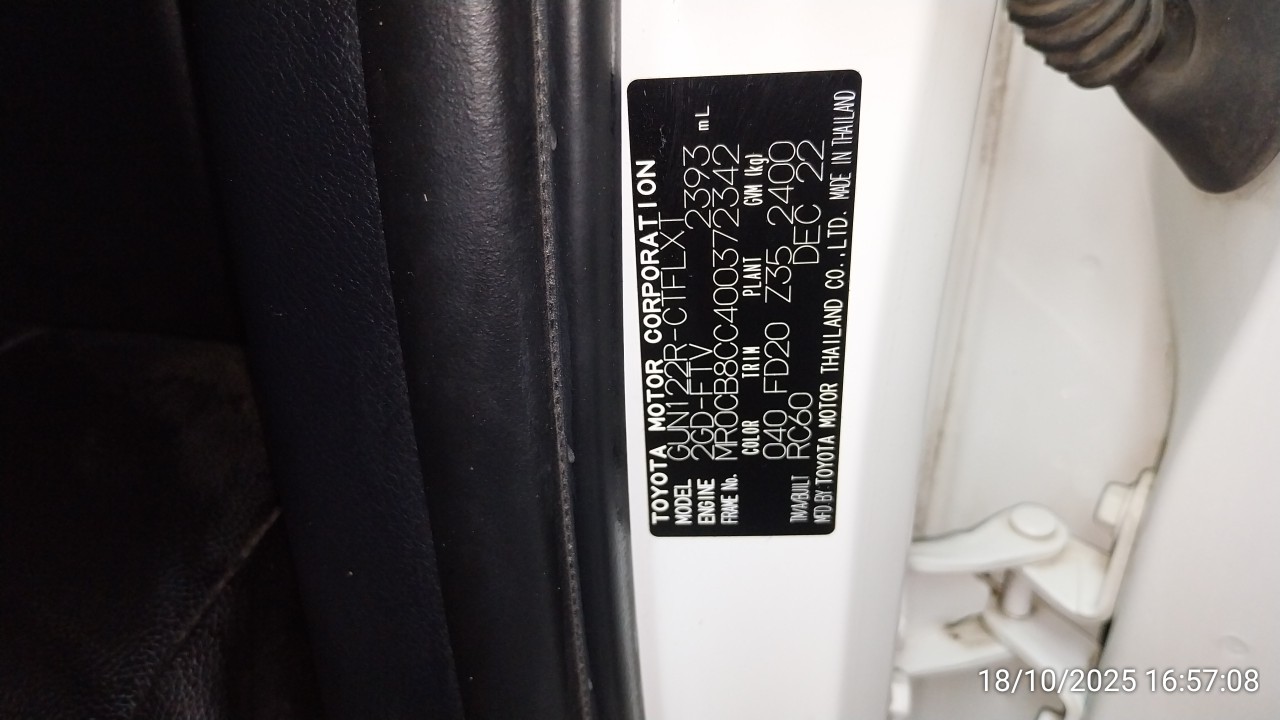 TOYOTA MOTOR CORPORATION
MODEL GUN122R-CTFLXT
ENGINE 2GD-FTV 2393 mL
FRAME No. MR0CB8CC400372342
COLOR TRIM PLANT GVM (kg)
040 FD20 Z35 2400
TM/A/BUILT RC60 DEC 22
MFD BY TOYOTA MOTOR THAILAND CO.,LTD. MADE IN THAILAND
18/10/2025 16:57:08